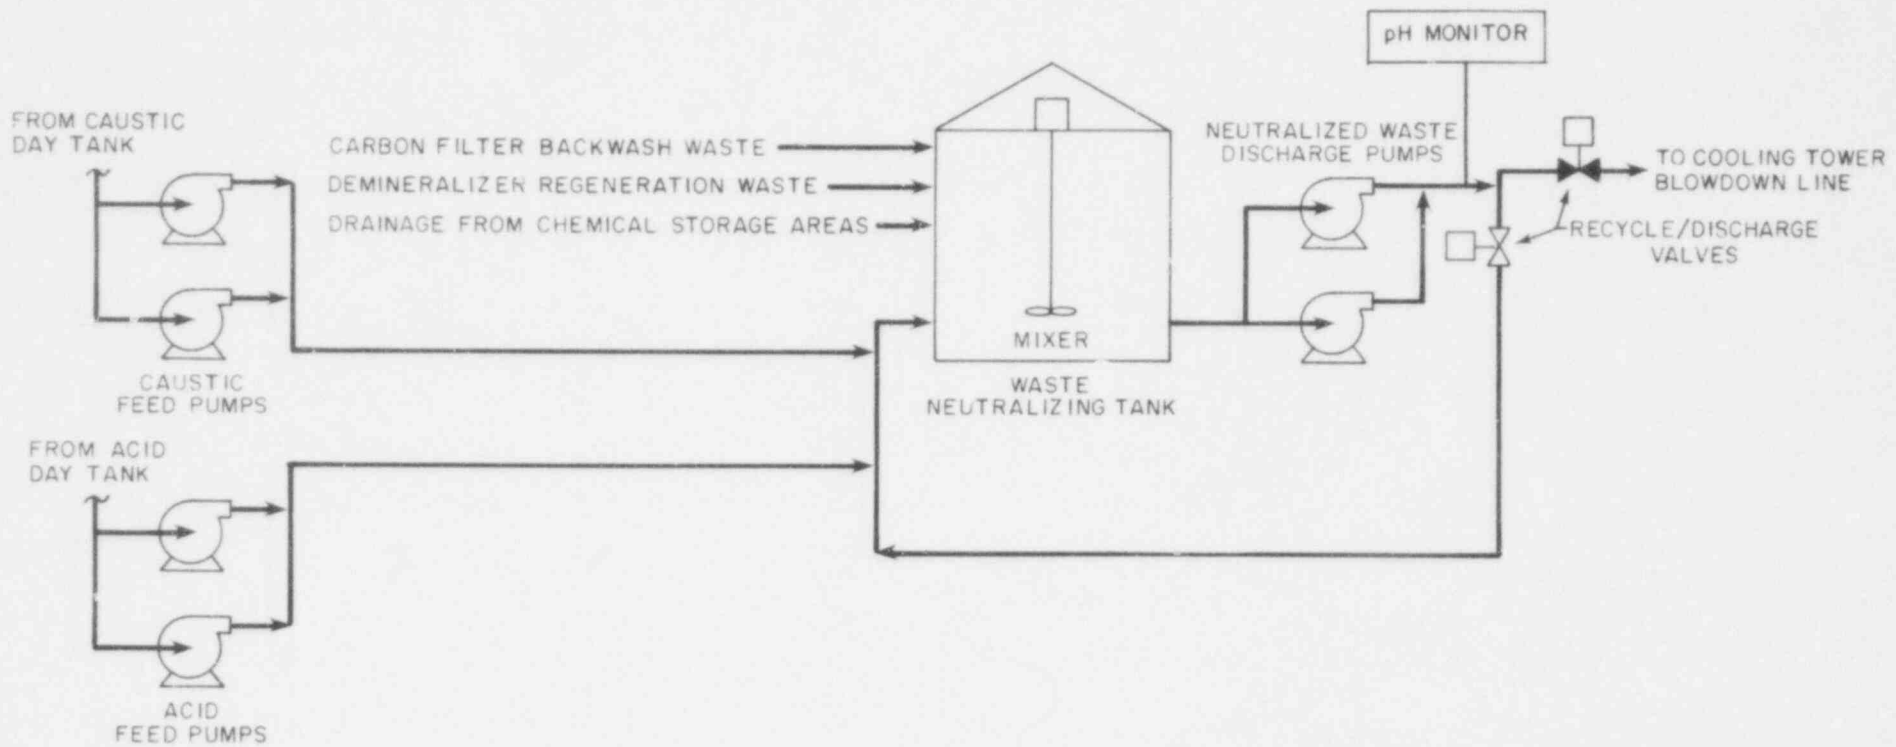 pH MONITOR
FROM CAUSTIC
DAY TANK
CARBON FILTER BACKWASH WASTE
DEMINERALIZER REGENERATION WASTE
DRAINAGE FROM CHEMICAL STORAGE AREAS
NEUTRALIZED WASTE
DISCHARGE PUMPS
TO COOLING TOWER
BLOWDOWN LINE
RECYCLE/DISCHARGE
VALVES
MIXER
CAUSTIC
FEED PUMPS
WASTE
NEUTRALIZING TANK
FROM ACID
DAY TANK
ACID
FEED PUMPS